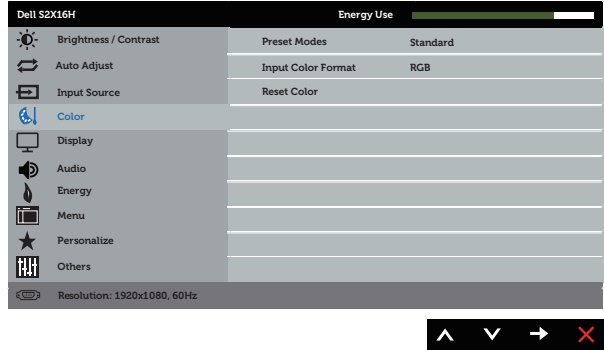 Dell S2X16H Energy Use
Brightness / Contrast
Auto Adjust
Input Source
Color
Display
Audio
Energy
Menu
Personalize
Others
Preset Modes Standard
Input Color Format RGB
Reset Color
Resolution: 1920x1080, 60Hz